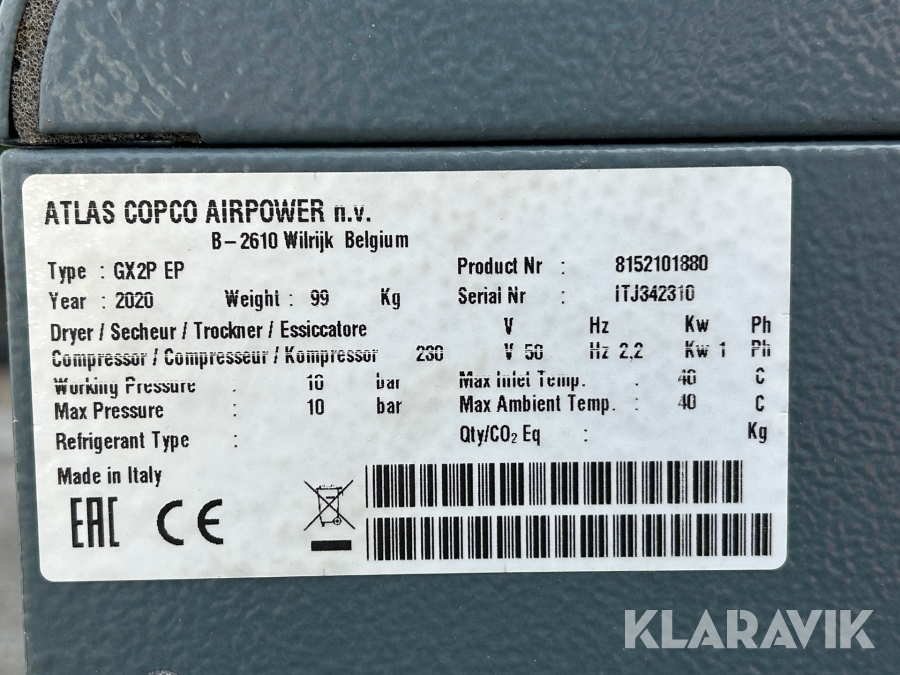 ATLAS COPCO AIRPOWER n.v.
B-2610 Wilrijk Belgium
Type : GX2P EP Product Nr : 8152101880
Year : 2020 Weight : 99 Kg Serial Nr : ITJ342310
Dryer / Secheur / Trockner / Essiccatore V Hz Kw Ph
Compressor / Compresseur / Kompressor 230 V 50 Hz 2,2 Kw 1 Ph
Working Pressure : 10 bar Max Inlet Temp. : 40 C
Max Pressure : 10 bar Max Ambient Temp. : 40 C
Refrigerant Type : Qty/CO₂ Eq : Kg
Made in Italy
EAC CE
KLARAVIK